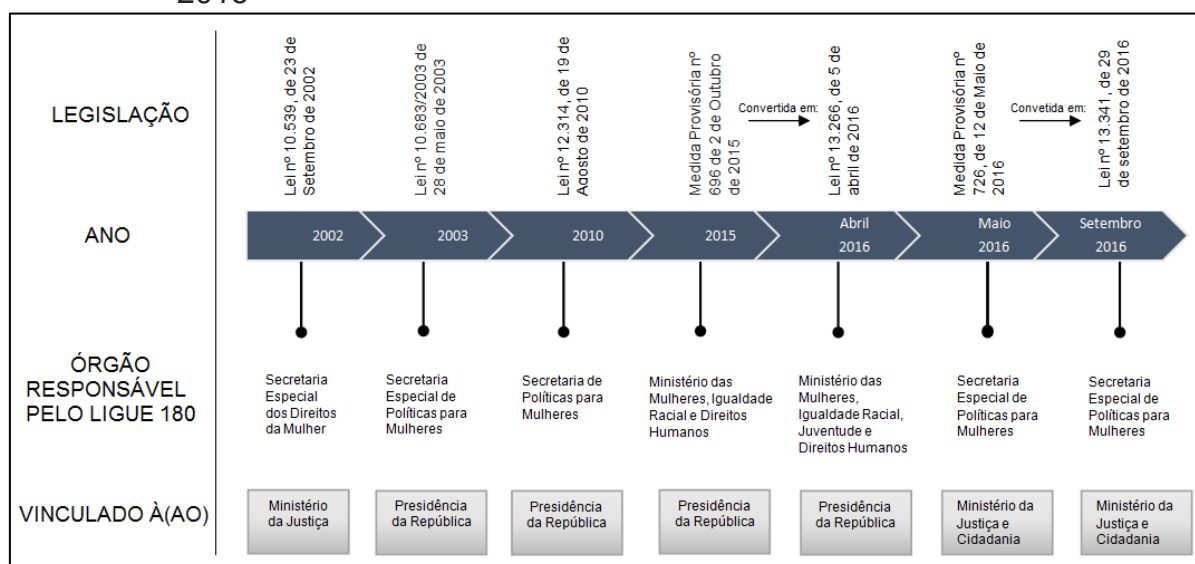 LEGISLAÇÃO
Lei nº 10.539, de 23 de
Setembro de 2002
Lei nº 10.683/2003 de
28 de maio de 2003
Lei nº 12.314, de 19 de
Agosto de 2010
Medida Provisória nº
696 de 2 de Outubro
de 2015
Convertida em:
Lei nº 13.266, de 5 de
abril de 2016
Medida Provisória nº
726, de 12 de Maio de
2016
Convetida em:
Lei nº 13.341, de 29
de setembro de 2016
ANO
2002
2003
2010
2015
Abril
2016
Maio
2016
Setembro
2016
ÓRGÃO
RESPONSÁVEL
PELO LIGUE 180
Secretaria
Especial
dos Direitos
da Mulher
Secretaria
Especial de
Políticas para
Mulheres
Secretaria de
Políticas para
Mulheres
Ministério das
Mulheres, Igualdade
Racial e Direitos
Humanos
Ministério das
Mulheres,
Igualdade Racial,
Juventude e
Direitos Humanos
Secretaria
Especial de
Políticas para
Mulheres
Secretaria
Especial de
Políticas para
Mulheres
VINCULADO À(AO)
Ministério
da Justiça
Presidência
da República
Presidência
da República
Presidência
da República
Presidência
da República
Ministério da
Justiça e
Cidadania
Ministério da
Justiça e
Cidadania